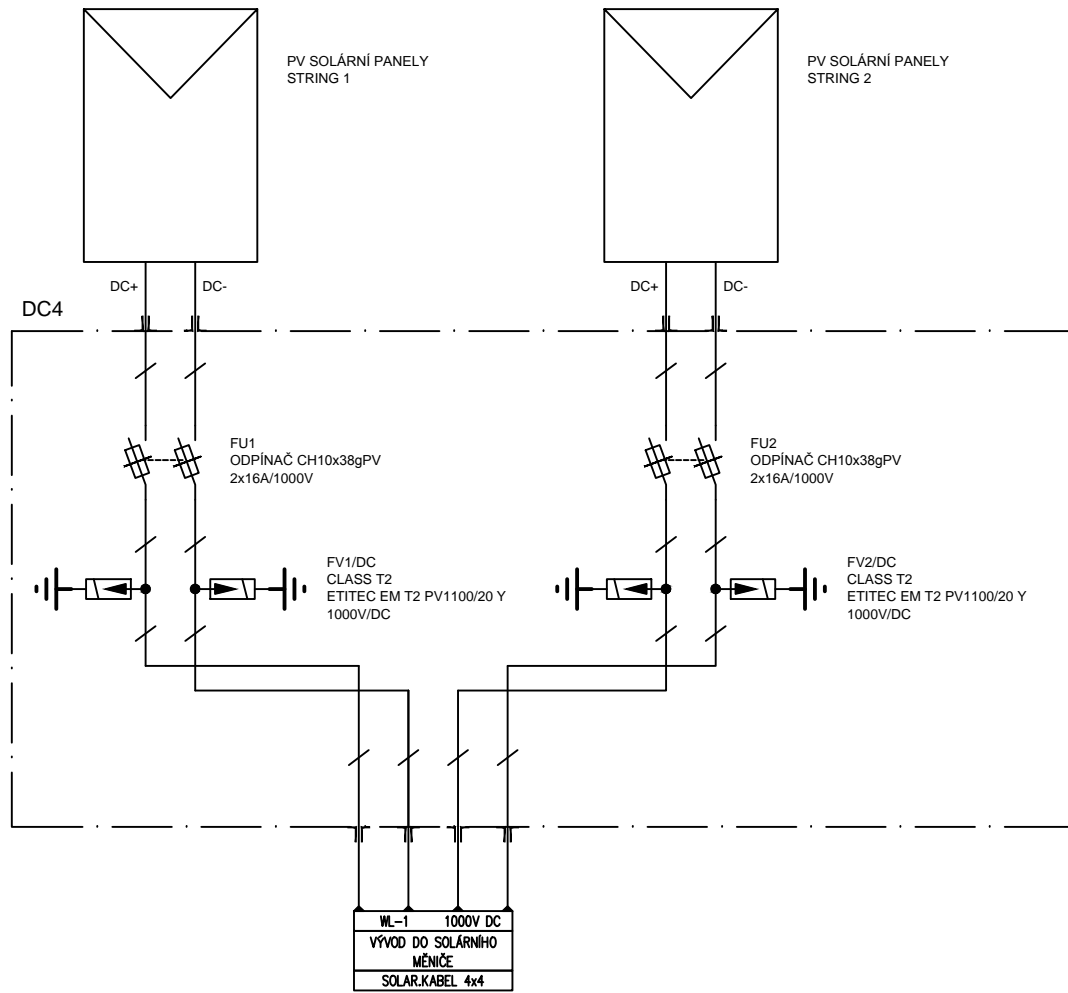 PV SOLÁRNÍ PANELY
STRING 1
PV SOLÁRNÍ PANELY
STRING 2
DC+
DC-
DC+
DC-
DC4
FU1
ODPÍNAČ CH10x38gPV
2x16A/1000V
FU2
ODPÍNAČ CH10x38gPV
2x16A/1000V
FV1/DC
CLASS T2
ETITEC EM T2 PV1100/20 Y
1000V/DC
FV2/DC
CLASS T2
ETITEC EM T2 PV1100/20 Y
1000V/DC
WL-1 1000V DC
VÝVOD DO SOLÁRNÍHO
MĚNIČE
SOLAR.KABEL 4x4